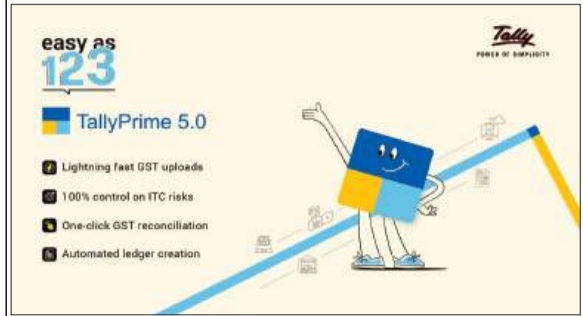 easy as
123
Tally
POWER OF SIMPLICITY
TallyPrime 5.0
Lightning fast GST uploads
100% control on ITC risks
One-click GST reconciliation
Automated ledger creation